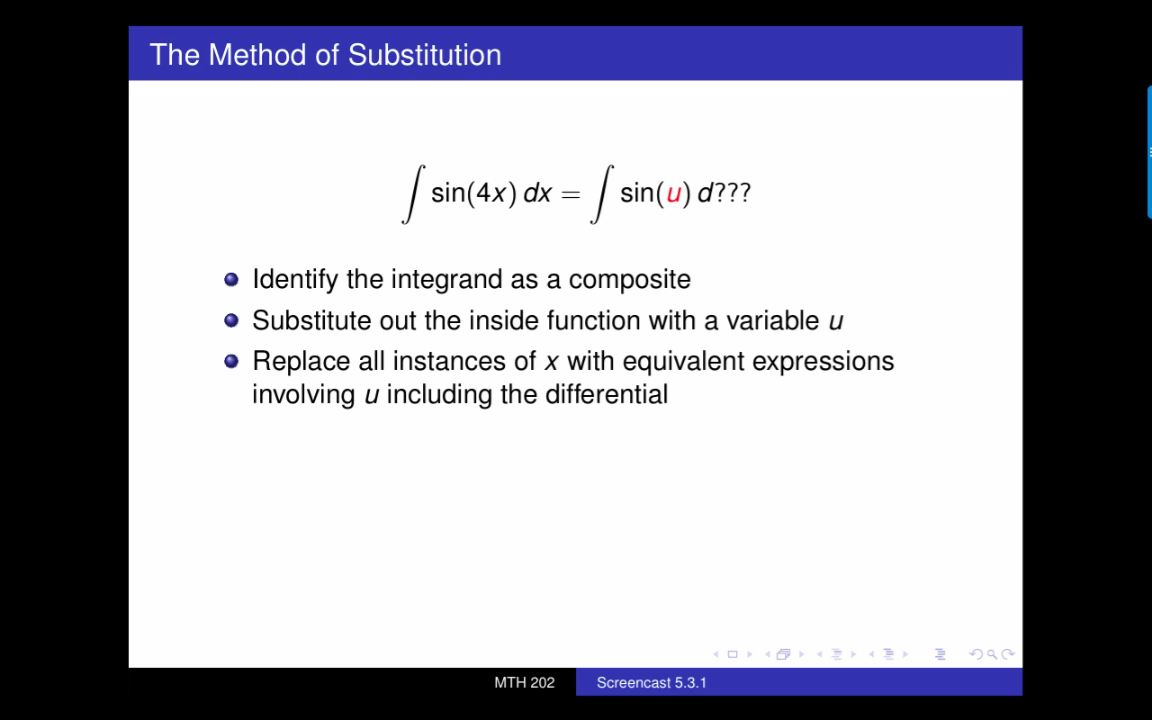 The Method of Substitution
∫ sin(4x) dx = ∫ sin(u) d???
Identify the integrand as a composite
Substitute out the inside function with a variable u
Replace all instances of x with equivalent expressions
involving u including the differential
MTH 202
Screencast 5.3.1